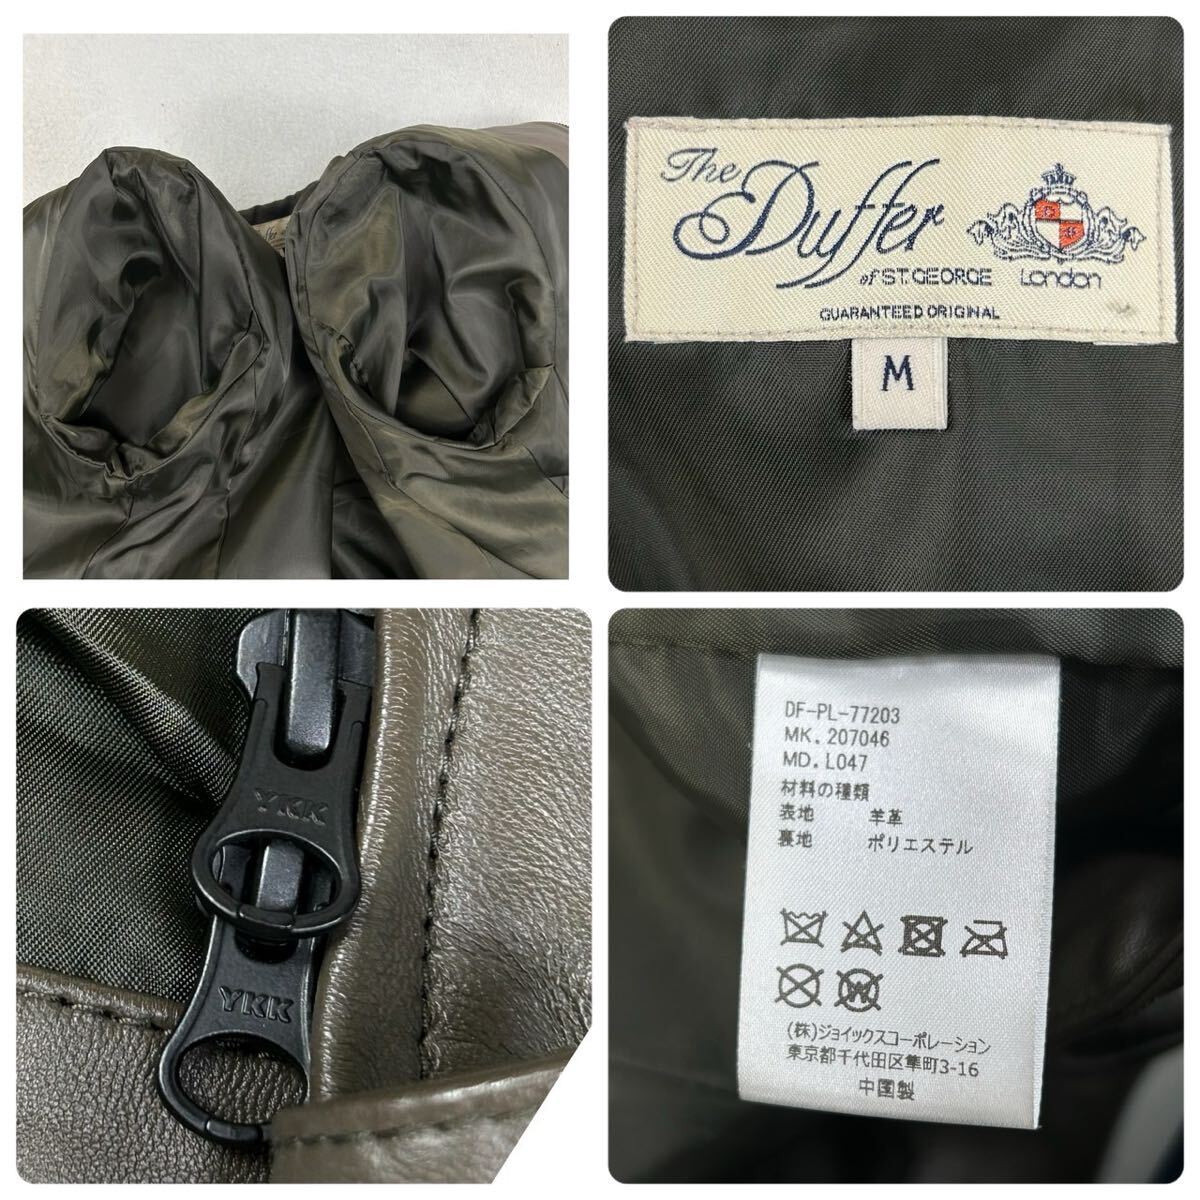 The
Duffer
of ST.GEORGE London
GUARANTEED ORIGINAL
M
YKK
YKK
DF-PL-77203
MK. 207046
MD. L047
材料の種類
表地 羊革
裏地 ポリエステル
W
(株)ジョイックスコーポレーション
東京都千代田区隼町3-16
中国製